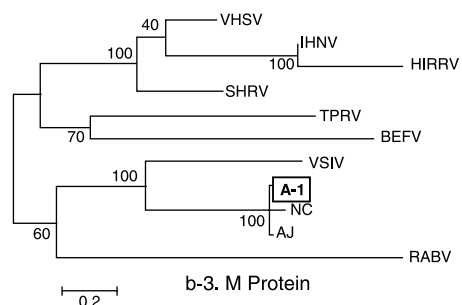 VHSV
40
IHNV
100
100
HIRRV
SHRV
TPRV
70
BEFV
VSIV
100
A-1
NC
100
AJ
60
RABV
b-3. M Protein
0.2